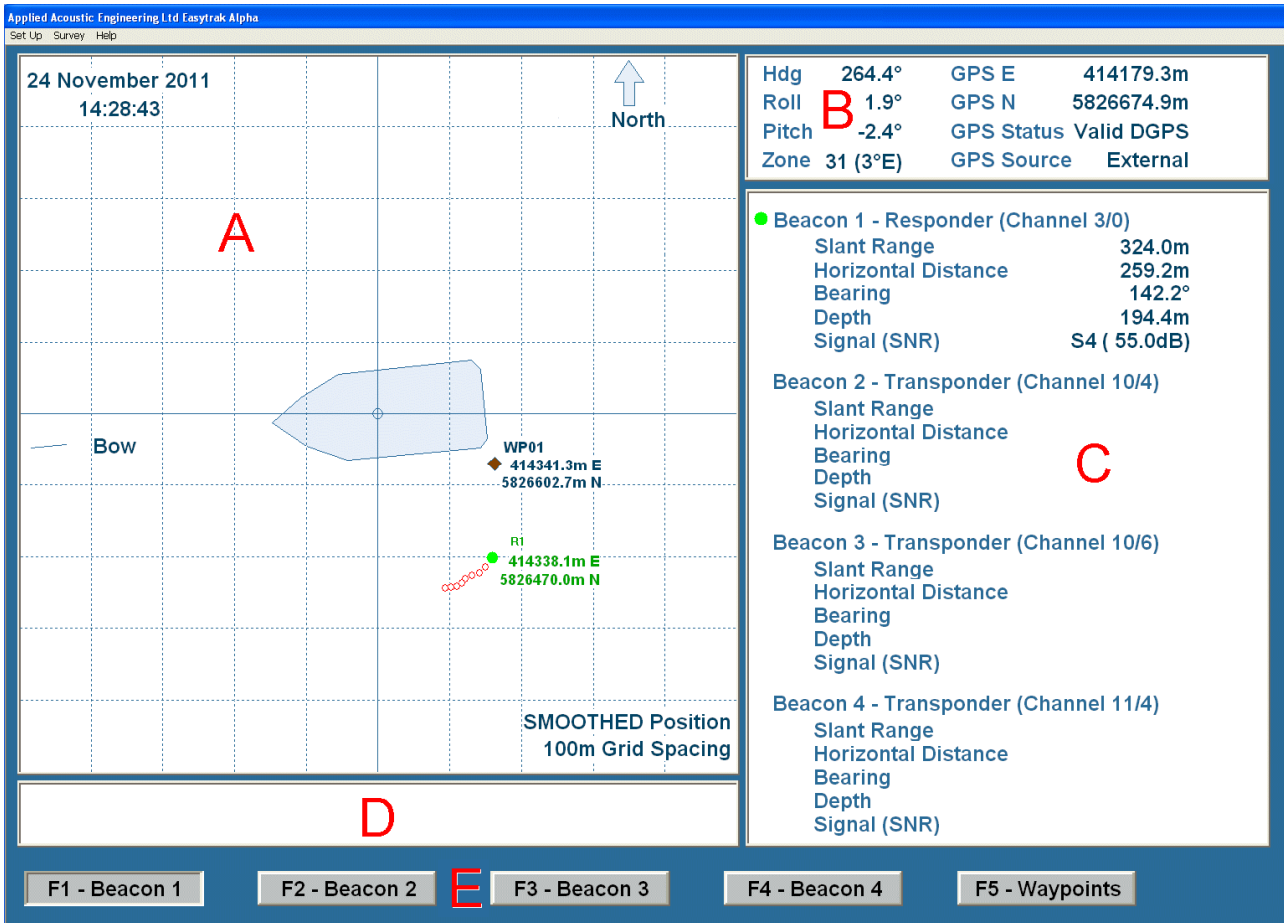 Applied Acoustic Engineering Ltd Easytrak Alpha
Set Up Survey Help
24 November 2011
14:28:43
North
A
Bow
WP01
414341.3m E
5826602.7m N
R1
414338.1m E
5826470.0m N
SMOOTHED Position
100m Grid Spacing
Hdg 264.4° GPS E 414179.3m
Roll 1.9° GPS N 5826674.9m
B
Pitch -2.4° GPS Status Valid DGPS
Zone 31 (3°E) GPS Source External
Beacon 1 - Responder (Channel 3/0)
Slant Range 324.0m
Horizontal Distance 259.2m
Bearing 142.2°
Depth 194.4m
Signal (SNR) S4 ( 55.0dB)
Beacon 2 - Transponder (Channel 10/4)
Slant Range
Horizontal Distance
Bearing
Depth
Signal (SNR)
C
Beacon 3 - Transponder (Channel 10/6)
Slant Range
Horizontal Distance
Bearing
Depth
Signal (SNR)
Beacon 4 - Transponder (Channel 11/4)
Slant Range
Horizontal Distance
Bearing
Depth
Signal (SNR)
D
F1 - Beacon 1 F2 - Beacon 2 E F3 - Beacon 3 F4 - Beacon 4 F5 - Waypoints